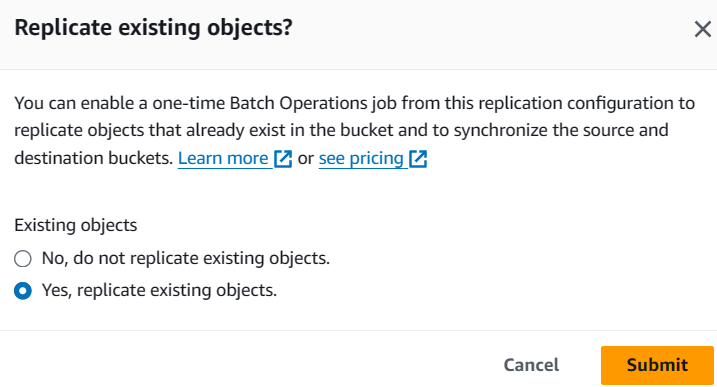 Replicate existing objects?
You can enable a one-time Batch Operations job from this replication configuration to
replicate objects that already exist in the bucket and to synchronize the source and
destination buckets. Learn more or see pricing
Existing objects
No, do not replicate existing objects.
Yes, replicate existing objects.
Cancel Submit